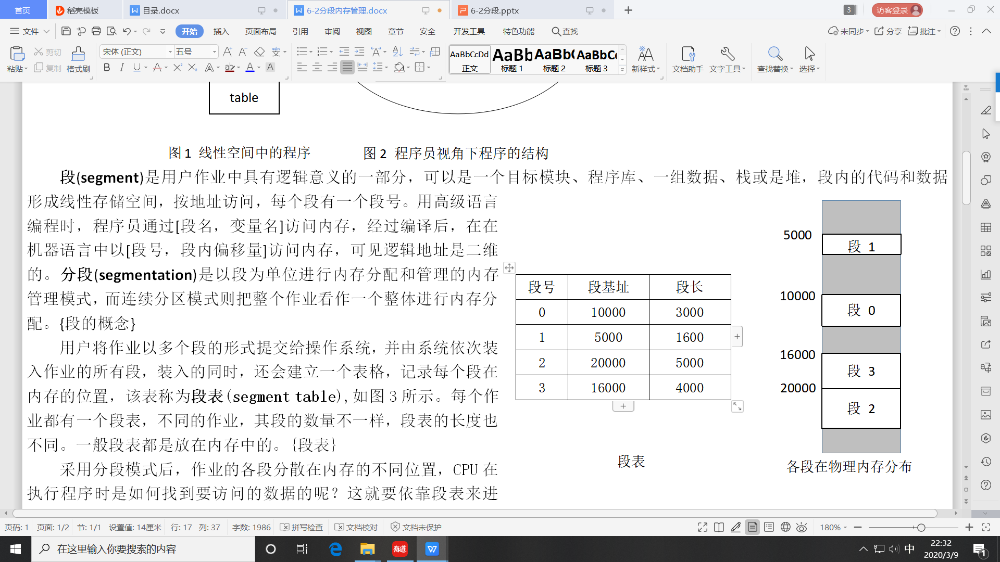 首页 稻壳模板 目录.docx 6-2分段内存管理.docx 6-2分段.pptx 3 访客登录
文件 开始 插入 页面布局 引用 审阅 视图 章节 安全 开发工具 特色功能 查找 未同步 分享 批注
粘贴 剪切 复制 格式刷 宋体 (正文) 五号 AaBbCcDd 正文 AaBb 标题 1 AaBb( 标题 2 AaBbC 标题 3 新样式 文档助手 文字工具 查找替换 选择
table
图 1 线性空间中的程序 图 2 程序员视角下程序的结构
段(segment)是用户作业中具有逻辑意义的一部分，可以是一个目标模块、程序库、一组数据、栈或是堆，段内的代码和数据
形成线性存储空间，按地址访问，每个段有一个段号。用高级语言
编程时，程序员通过[段名，变量名]访问内存，经过编译后，在在
机器语言中以[段号，段内偏移量]访问内存，可见逻辑地址是二维
的。分段(segmentation)是以段为单位进行内存分配和管理的内存
管理模式，而连续分区模式则把整个作业看作一个整体进行内存分
配。{段的概念}
用户将作业以多个段的形式提交给操作系统，并由系统依次装
入作业的所有段，装入的同时，还会建立一个表格，记录每个段在
内存的位置，该表称为段表(segment table),如图 3 所示。每个作
业都有一个段表，不同的作业，其段的数量不一样，段表的长度也
不同。一般段表都是放在内存中的。{段表}
采用分段模式后，作业的各段分散在内存的不同位置，CPU 在
执行程序时是如何找到要访问的数据的呢？这就要依靠段表来进
段号 段基址 段长
0 10000 3000
1 5000 1600
2 20000 5000
3 16000 4000
段表
5000 段 1
10000 段 0
16000 段 3
20000 段 2
各段在物理内存分布
页码: 1 页面: 1/2 节: 1/1 设置值: 14厘米 行: 17 列: 37 字数: 1986 拼写检查 文档校对 文档未保护 180%
在这里输入你要搜索的内容 有道 中 22:32
2020/3/9 1